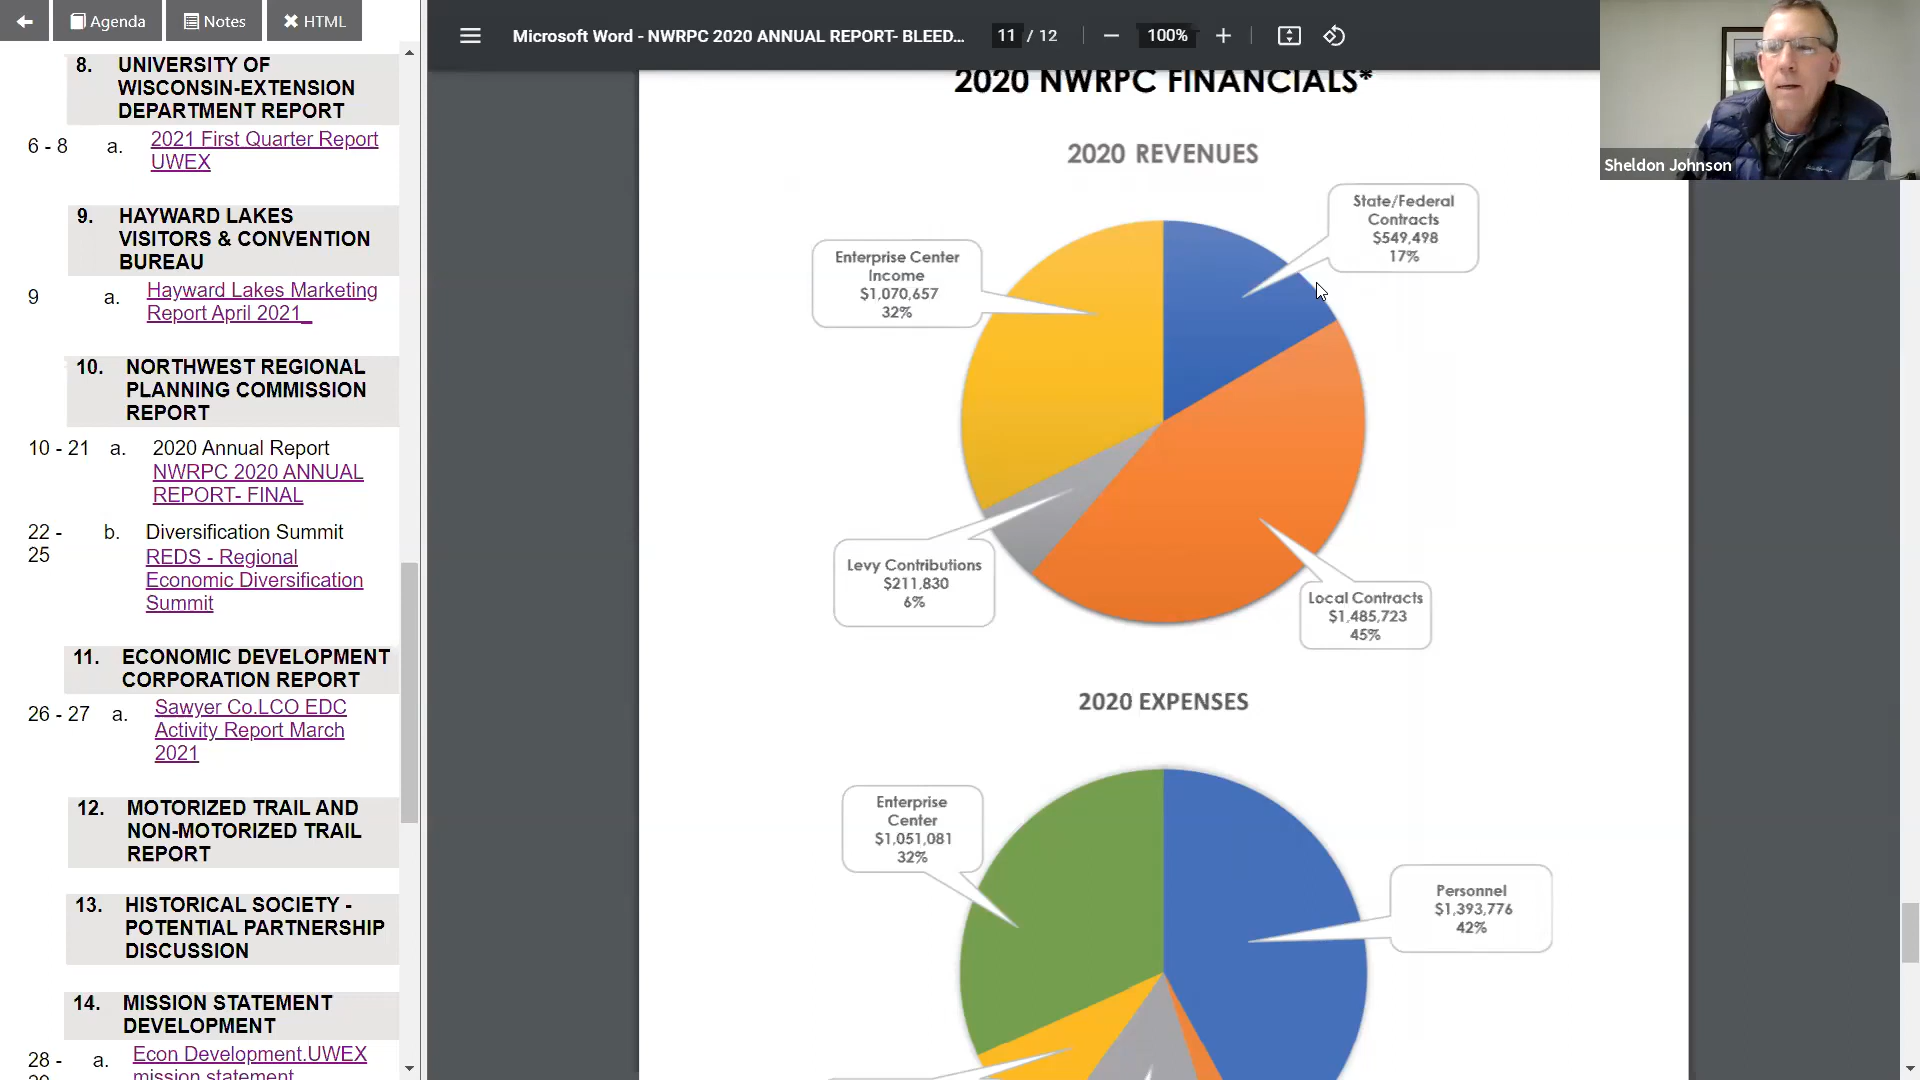 Agenda
Notes
HTML
8. UNIVERSITY OF
WISCONSIN-EXTENSION
DEPARTMENT REPORT
6 - 8 a. 2021 First Quarter Report
UWEX
9. HAYWARD LAKES
VISITORS & CONVENTION
BUREAU
9 a. Hayward Lakes Marketing
Report April 2021_
10. NORTHWEST REGIONAL
PLANNING COMMISSION
REPORT
10 - 21 a. 2020 Annual Report
NWRPC 2020 ANNUAL
REPORT- FINAL
22 - b. Diversification Summit
25
REDS - Regional
Economic Diversification
Summit
11. ECONOMIC DEVELOPMENT
CORPORATION REPORT
26 - 27 a. Sawyer Co.LCO EDC
Activity Report March
2021
12. MOTORIZED TRAIL AND
NON-MOTORIZED TRAIL
REPORT
13. HISTORICAL SOCIETY -
POTENTIAL PARTNERSHIP
DISCUSSION
14. MISSION STATEMENT
DEVELOPMENT
28 - a. Econ Development.UWEX
mission statement
Microsoft Word - NWRPC 2020 ANNUAL REPORT- BLEED...
11 / 12
100%
2020 NWRPC FINANCIALS*
2020 REVENUES
State/Federal
Contracts
$549,498
17%
Enterprise Center
Income
$1,070,657
32%
Levy Contributions
$211,830
6%
Local Contracts
$1,485,723
45%
2020 EXPENSES
Enterprise
Center
$1,051,081
32%
Personnel
$1,393,776
42%
Sheldon Johnson